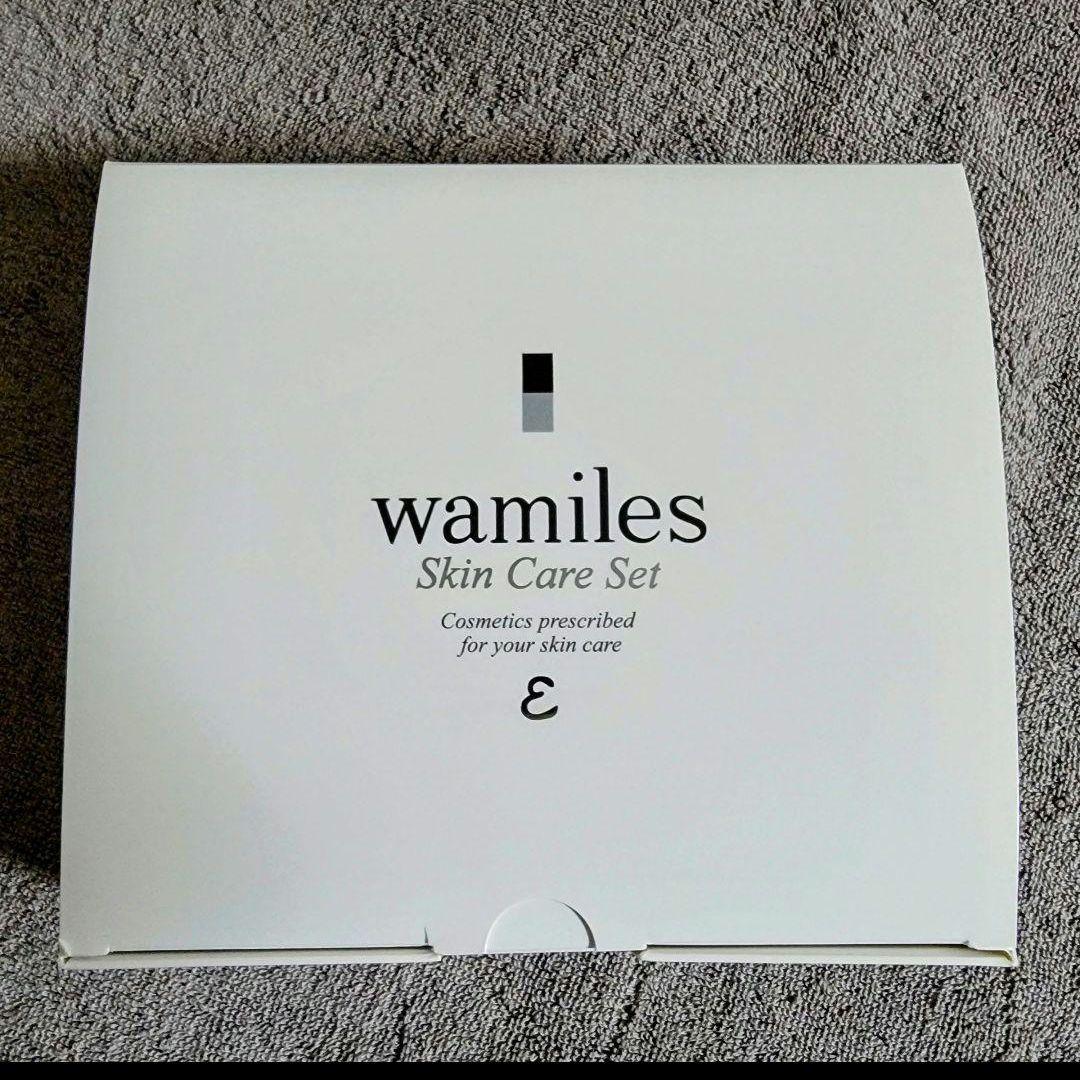 wamiles
Skin Care Set
Cosmetics prescribed
for your skin care
ε